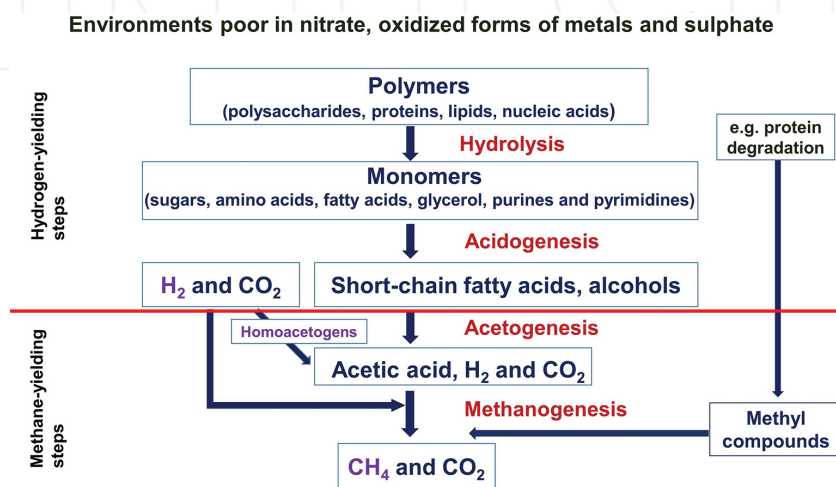 Environments poor in nitrate, oxidized forms of metals and sulphate
Hydrogen-yielding
steps
Polymers
(polysaccharides, proteins, lipids, nucleic acids)
e.g. protein
degradation
Hydrolysis
Monomers
(sugars, amino acids, fatty acids, glycerol, purines and pyrimidines)
Acidogenesis
H₂ and CO₂
Short-chain fatty acids, alcohols
Methane-yielding
steps
Homoacetogens
Acetogenesis
Acetic acid, H₂ and CO₂
Methanogenesis
Methyl
compounds
CH₄ and CO₂